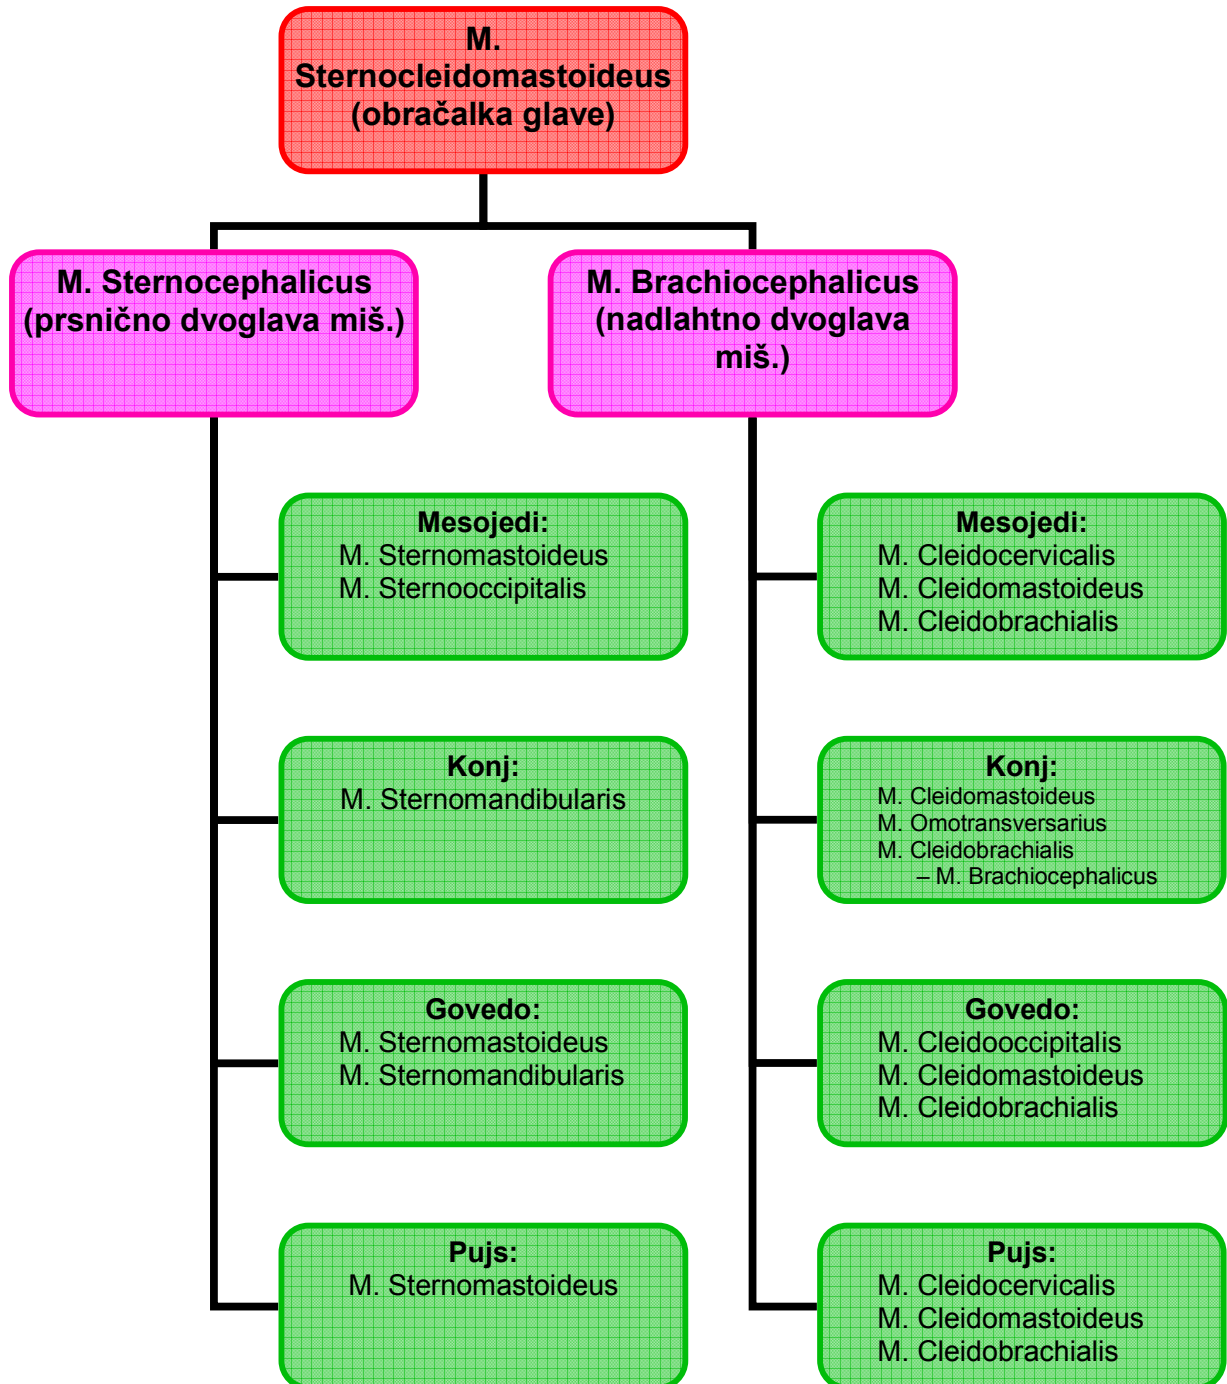 M.
Sternocleidomastoideus
(obračalka glave)
M. Sternocephalicus
(prsnično dvoglava miš.)
M. Brachiocephalicus
(nadlahtno dvoglava
miš.)
Mesojedi:
M. Sternomastoideus
M. Sternooccipitalis
Konj:
M. Sternomandibularis
Govedo:
M. Sternomastoideus
M. Sternomandibularis
Pujs:
M. Sternomastoideus
Mesojedi:
M. Cleidocervicalis
M. Cleidomastoideus
M. Cleidobrachialis
Konj:
M. Cleidomastoideus
M. Omotransversarius
M. Cleidobrachialis
– M. Brachiocephalicus
Govedo:
M. Cleidooccipitalis
M. Cleidomastoideus
M. Cleidobrachialis
Pujs:
M. Cleidocervicalis
M. Cleidomastoideus
M. Cleidobrachialis